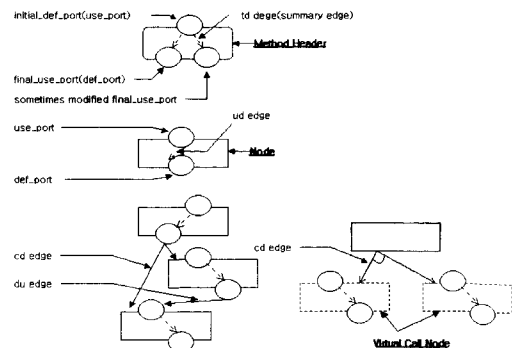 initial_def_port(use_port)
td dege(summary edge)
Method Header
final_use_port(def_port)
sometimes modified final_use_port
ud edge
use_port
Node
def_port
cd edge
du edge
cd edge
Virtual Call Node